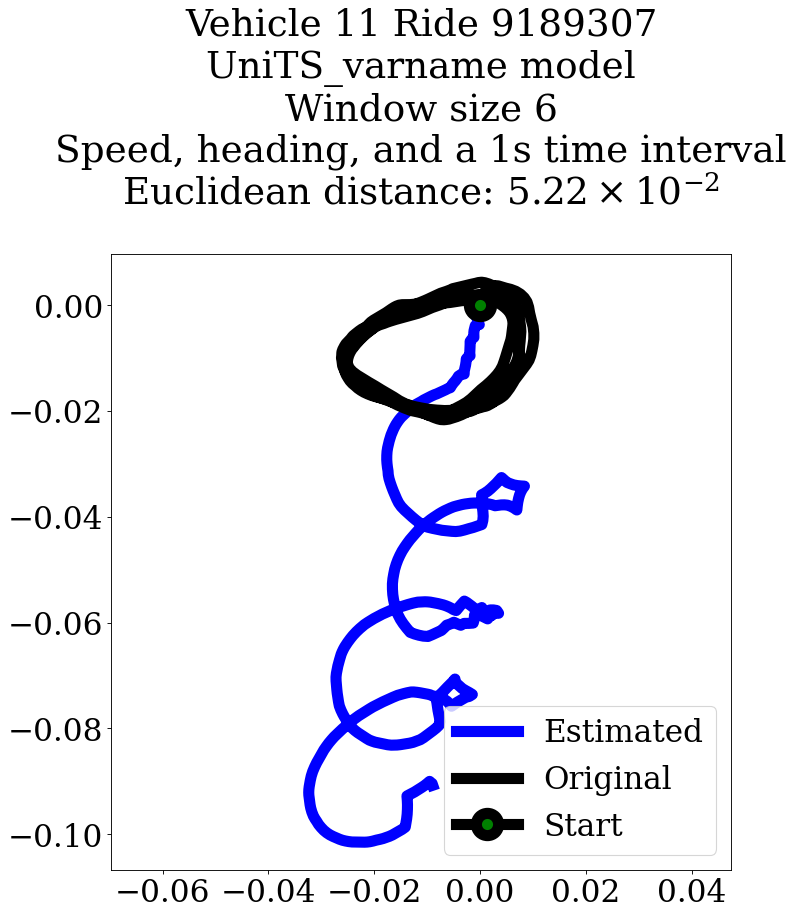 Vehicle 11 Ride 9189307
UniTS_varname model
Window size 6
Speed, heading, and a 1s time interval
Euclidean distance: 5.22 × 10⁻²
0.00
−0.02
−0.04
−0.06
−0.08
−0.10
Estimated
Original
Start
−0.06 −0.04 −0.02 0.00 0.02 0.04